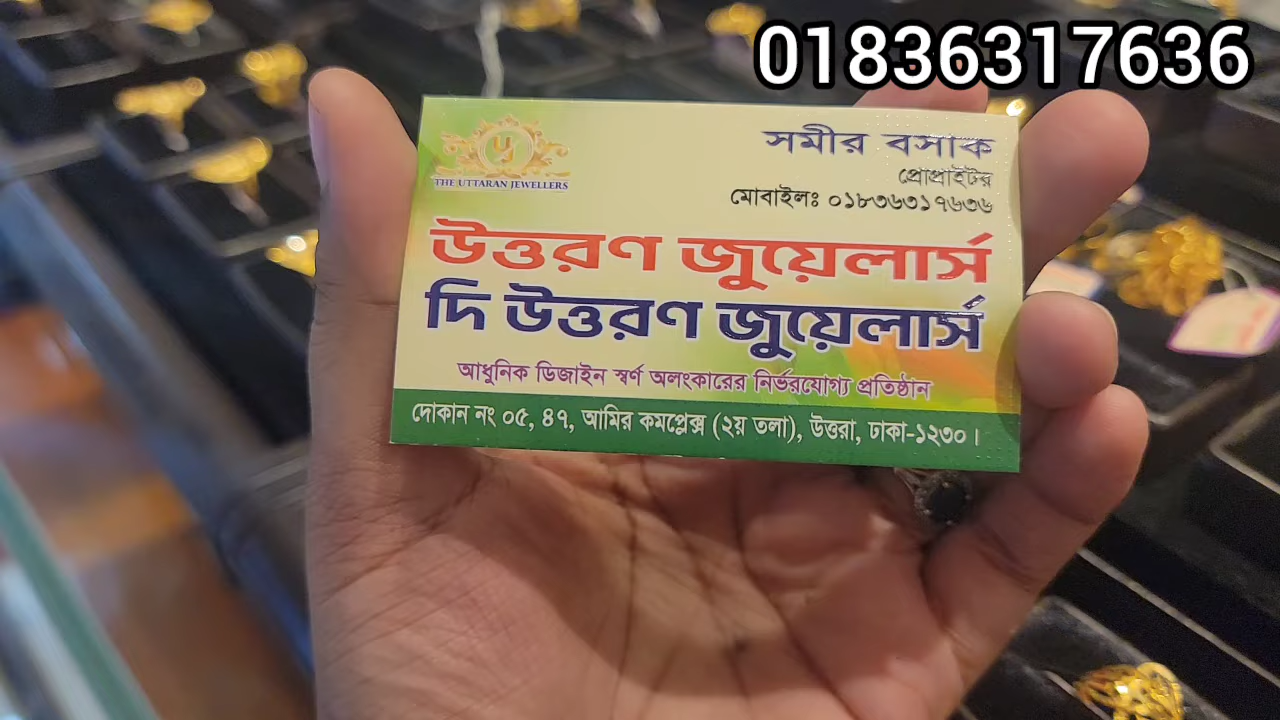 01836317636
THE UTTARAN JEWELLERS
সমীর বসাক
প্রোপ্রাইটর
মোবাইলঃ ০১৮৩৬৩১৭৬৩৬
উত্তরণ জুয়েলার্স
দি উত্তরণ জুয়েলার্স
আধুনিক ডিজাইন স্বর্ণ অলংকারের নির্ভরযোগ্য প্রতিষ্ঠান
দোকান নং ০৫, ৪৭, আমির কমপ্লেক্স (২য় তলা), উত্তরা, ঢাকা-১২৩০।